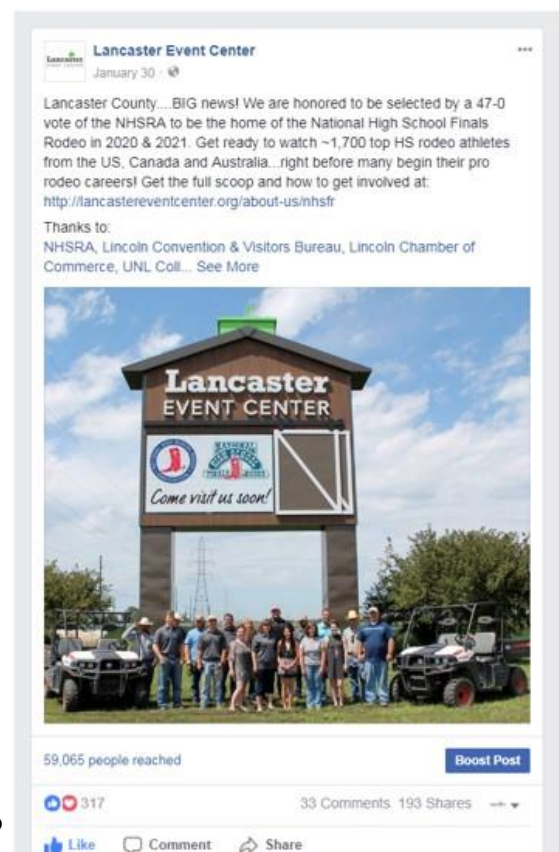 Lancaster Event Center
January 30
Lancaster County....BIG news! We are honored to be selected by a 47-0
vote of the NHSRA to be the home of the National High School Finals
Rodeo in 2020 & 2021. Get ready to watch ~1,700 top HS rodeo athletes
from the US, Canada and Australia...right before many begin their pro
rodeo careers! Get the full scoop and how to get involved at:
http://lancastereventcenter.org/about-us/nhsfr
Thanks to:
NHSRA, Lincoln Convention & Visitors Bureau, Lincoln Chamber of
Commerce, UNL Coll... See More
Lancaster
EVENT CENTER
Come visit us soon!
59,065 people reached
Boost Post
317
33 Comments 193 Shares
Like Comment Share